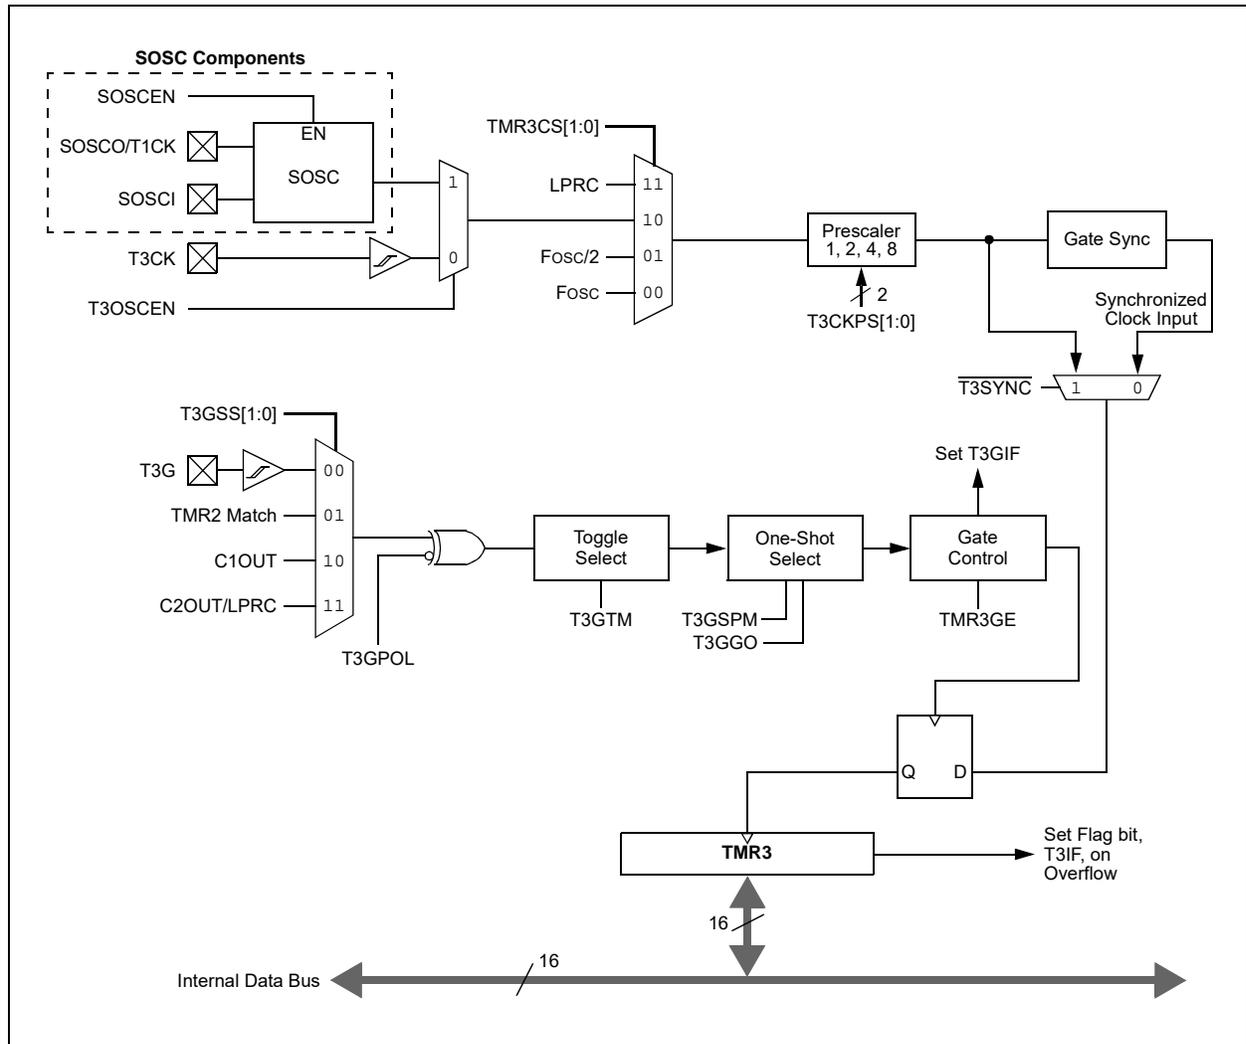 SOSC Components
SOSCEN
EN
SOSCO/T1CK
SOSC
SOSCI
T3CK
T3OSCEN
1
0
TMR3CS[1:0]
LPRC
11
10
FOSC/2
01
FOSC
00
Prescaler
1, 2, 4, 8
2
T3CKPS[1:0]
Gate Sync
Synchronized
Clock Input
T3SYNC
1
0
T3GSS[1:0]
T3G
00
TMR2 Match
01
C1OUT
10
C2OUT/LPRC
11
T3GPOL
Toggle
Select
T3GTM
One-Shot
Select
T3GSPM
T3GGO
Set T3GIF
Gate
Control
TMR3GE
Q
D
TMR3
Set Flag bit,
T3IF, on
Overflow
16
16
Internal Data Bus